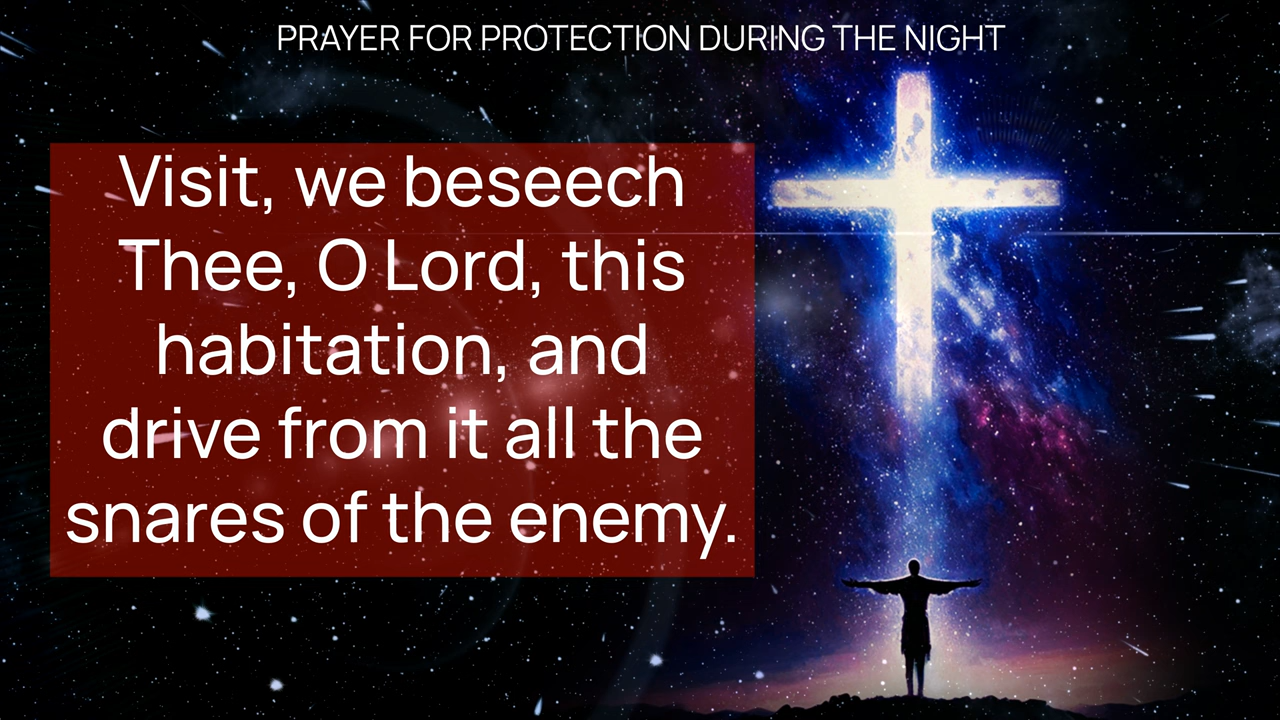 PRAYER FOR PROTECTION DURING THE NIGHT
Visit, we beseech
Thee, O Lord, this
habitation, and
drive from it all the
snares of the enemy.